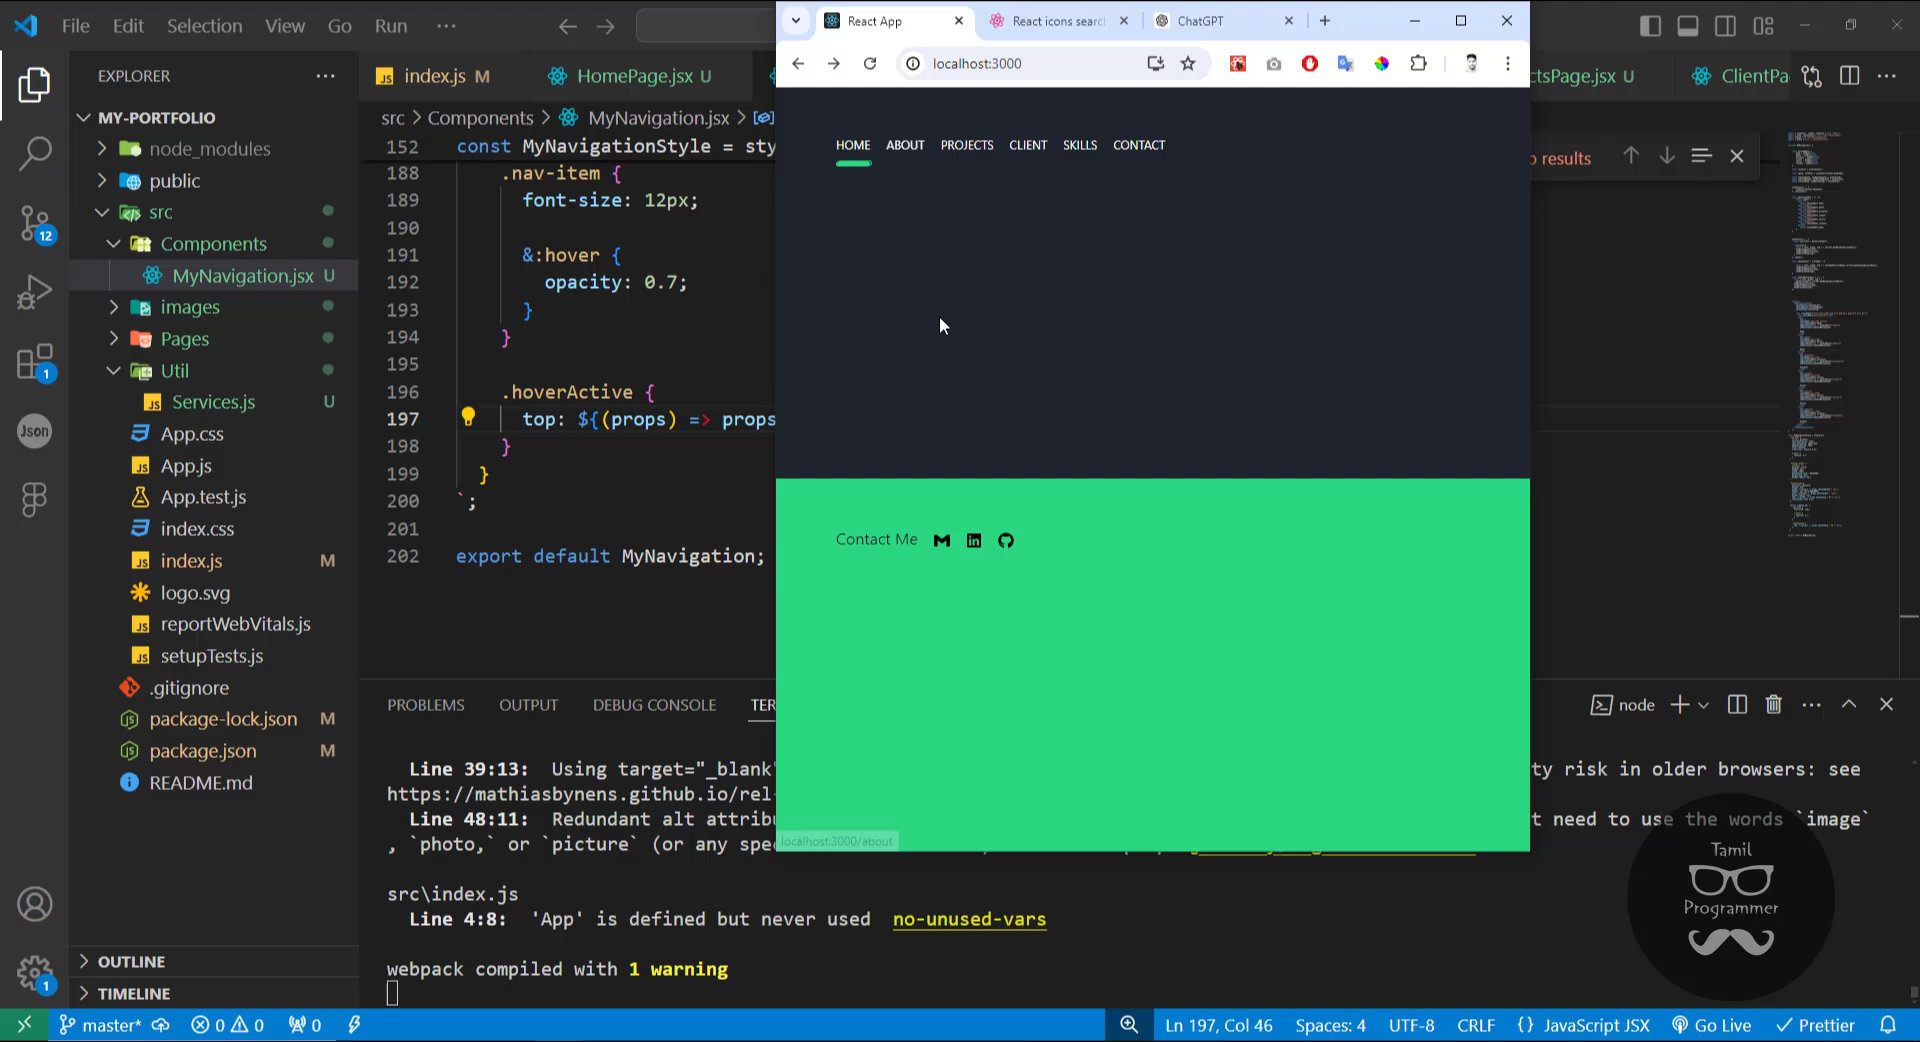 File Edit Selection View Go Run ···
EXPLORER
MY-PORTFOLIO
node_modules
public
src
Components
MyNavigation.jsx U
images
Pages
Util
Services.js U
App.css
App.js
App.test.js
index.css
index.js M
logo.svg
reportWebVitals.js
setupTests.js
.gitignore
package-lock.json M
package.json M
README.md
OUTLINE
TIMELINE
12
1
Json
1
index.js M
HomePage.jsx U
ctsPage.jsx U
ClientPa
src > Components > MyNavigation.jsx >
results
152 const MyNavigationStyle = sty
188 .nav-item {
189 font-size: 12px;
190
191 &:hover {
192 opacity: 0.7;
193 }
194 }
195
196 .hoverActive {
197 top: ${(props) => props
198 }
199 }
200 `;
201
202 export default MyNavigation;
React App
React icons searc
ChatGPT
localhost:3000
HOME ABOUT PROJECTS CLIENT SKILLS CONTACT
Contact Me
localhost:3000/about
PROBLEMS OUTPUT DEBUG CONSOLE TER
node
Line 39:13: Using target="_blank" ty risk in older browsers: see
https://mathiasbynens.github.io/rel-
Line 48:11: Redundant alt attribu t need to use the words `image`
, `photo,` or `picture` (or any spe
src\index.js
Line 4:8: 'App' is defined but never used no-unused-vars
webpack compiled with 1 warning
Tamil
Programmer
master* 0 0 0
Ln 197, Col 46 Spaces: 4 UTF-8 CRLF {} JavaScript JSX Go Live Prettier